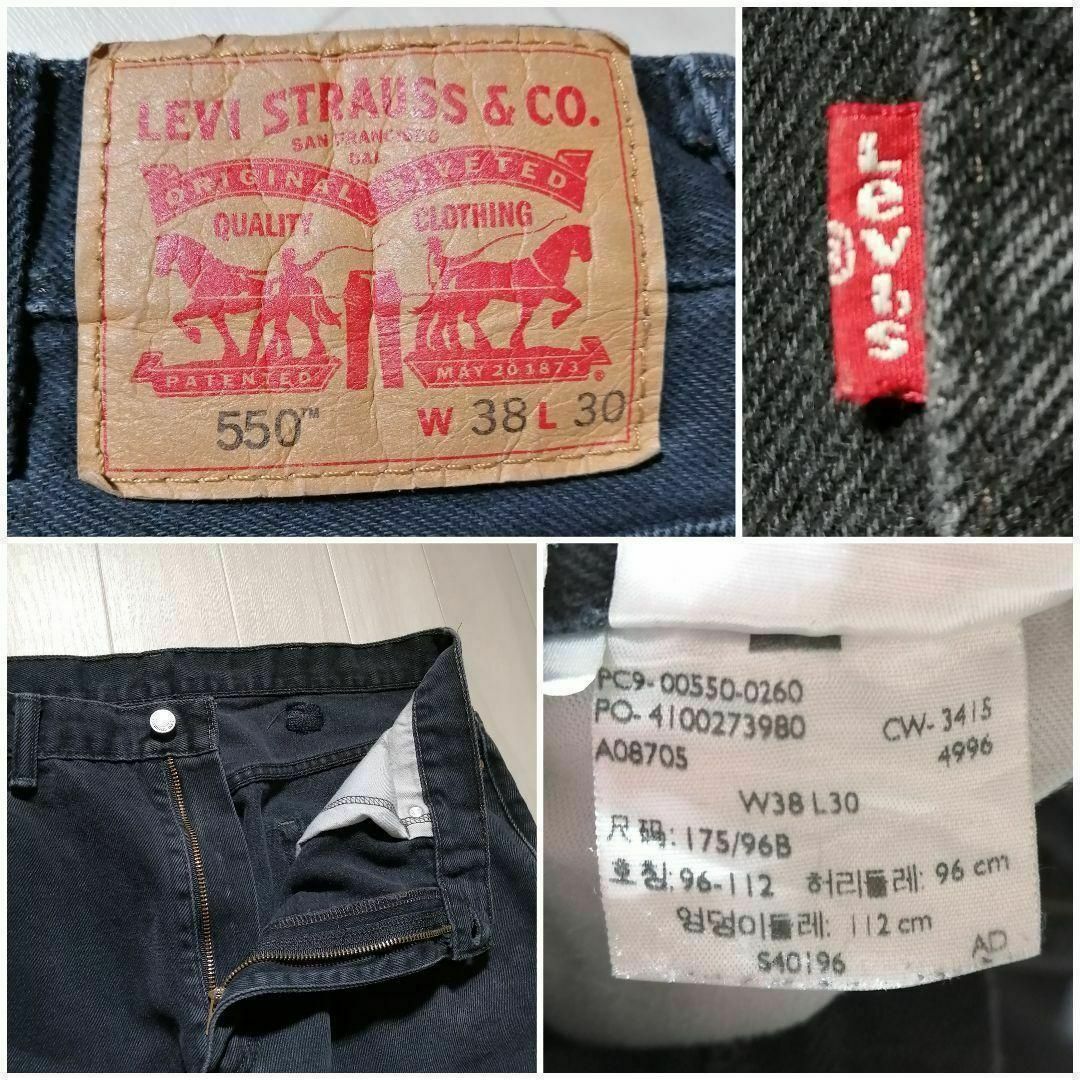 LEVI STRAUSS & CO.
SAN FRANCISCO
CAL
ORIGINAL RIVETED
QUALITY CLOTHING
PATENTED MAY 20 1873 ®
550™ W 38 L 30
LEVI'S
®
PC9-00550-0260
PO-4100273980 CW-3415
A08705 4996
W38 L30
尺码: 175/96B
호칭: 96-112 허리둘레: 96 cm
엉덩이둘레: 112 cm
S40196 AD